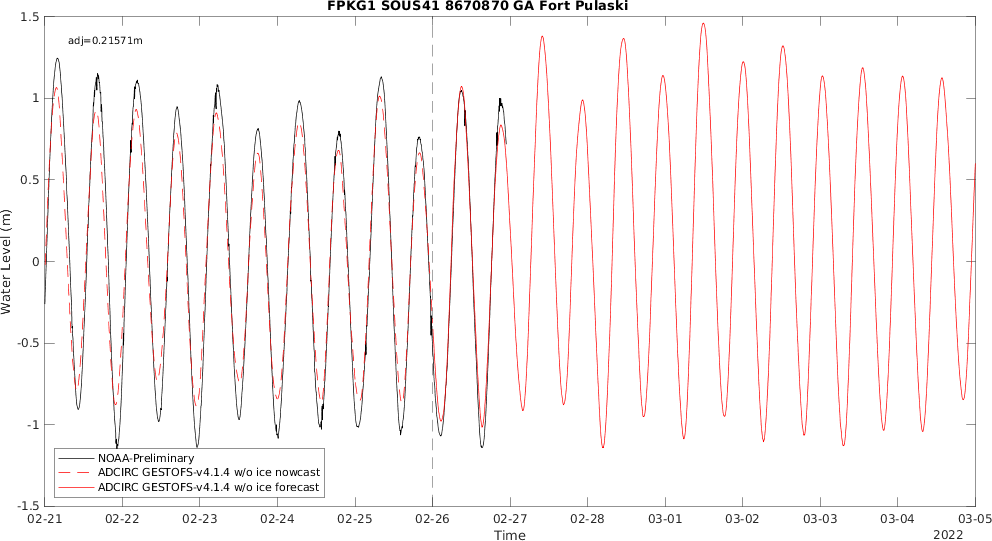 FPKG1 SOUS41 8670870 GA Fort Pulaski
adj=0.21571m
Water Level (m)
1.5
1
0.5
0
-0.5
-1
-1.5
NOAA-Preliminary
ADCIRC GESTOFS-v4.1.4 w/o ice nowcast
ADCIRC GESTOFS-v4.1.4 w/o ice forecast
02-21 02-22 02-23 02-24 02-25 02-26 02-27 02-28 03-01 03-02 03-03 03-04 03-05
Time
2022